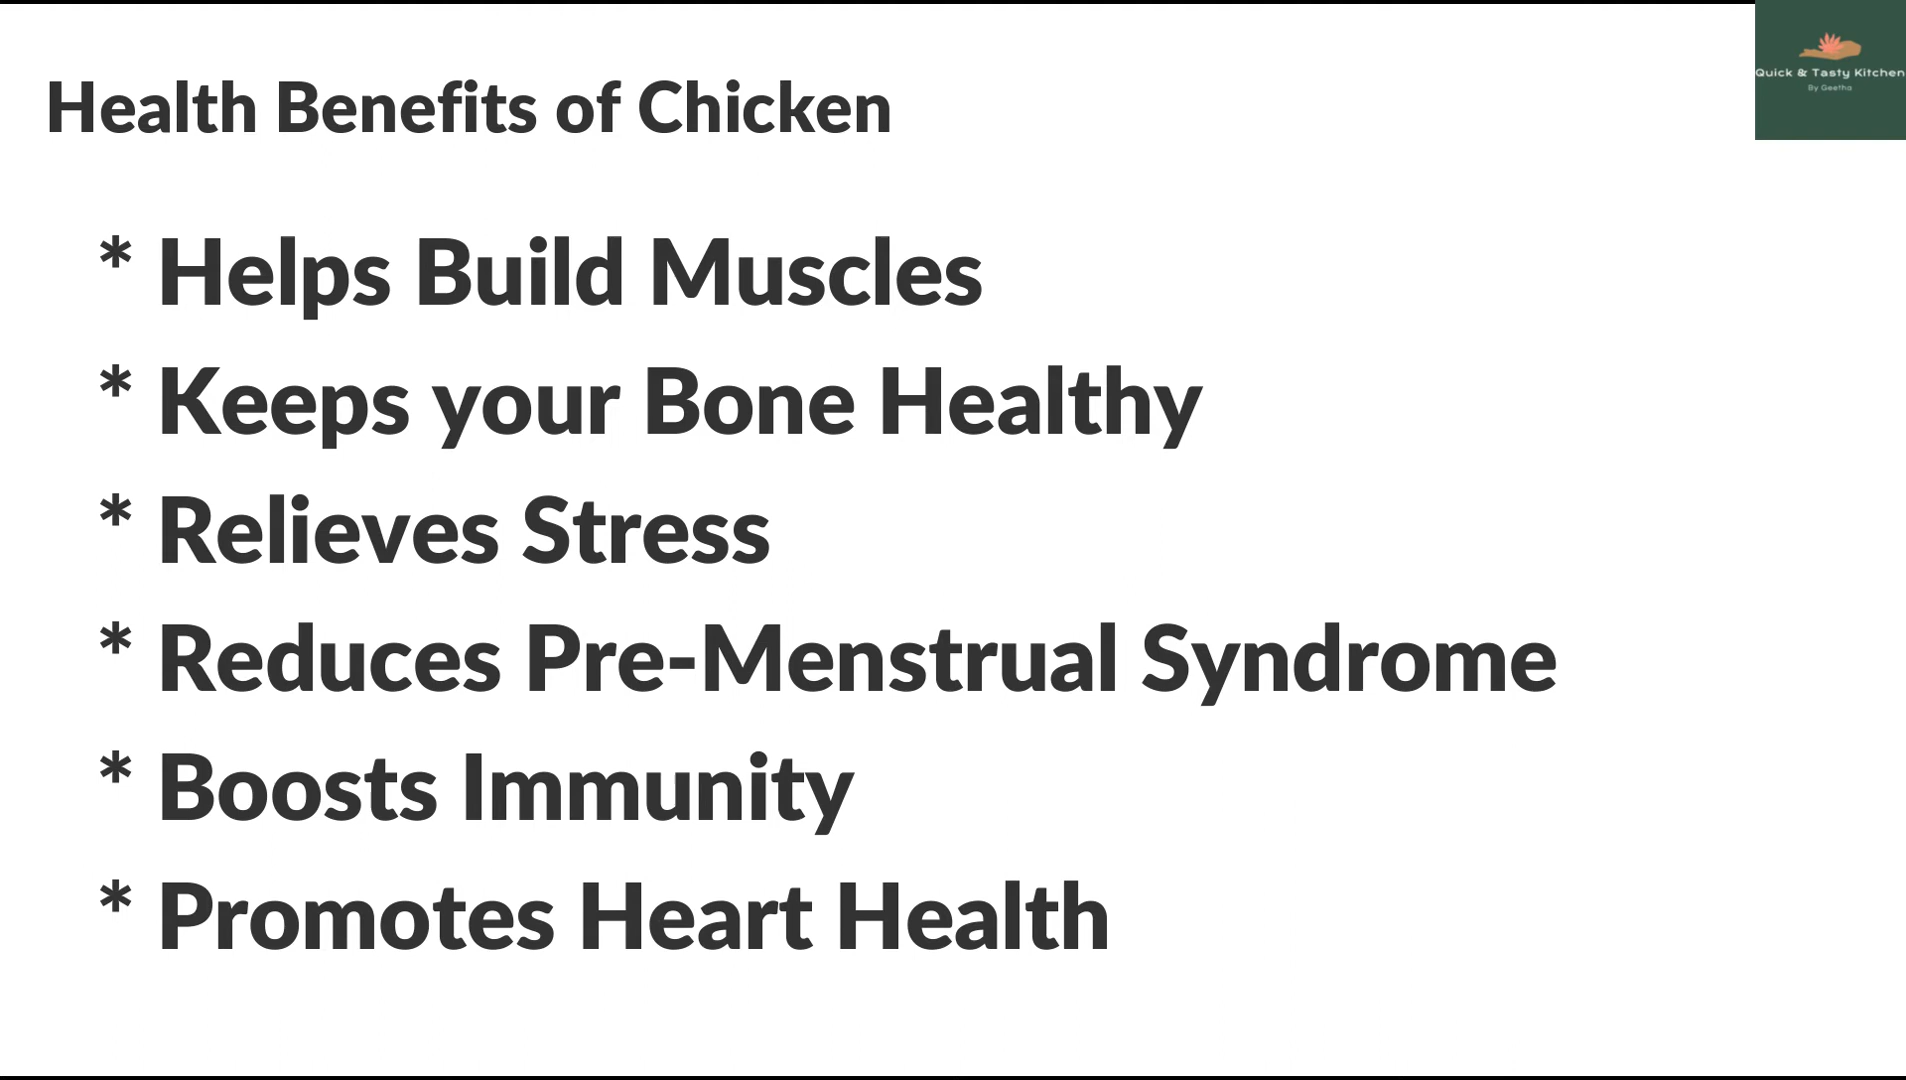 Quick & Tasty Kitchen
By Geetha
Health Benefits of Chicken
* Helps Build Muscles
* Keeps your Bone Healthy
* Relieves Stress
* Reduces Pre-Menstrual Syndrome
* Boosts Immunity
* Promotes Heart Health